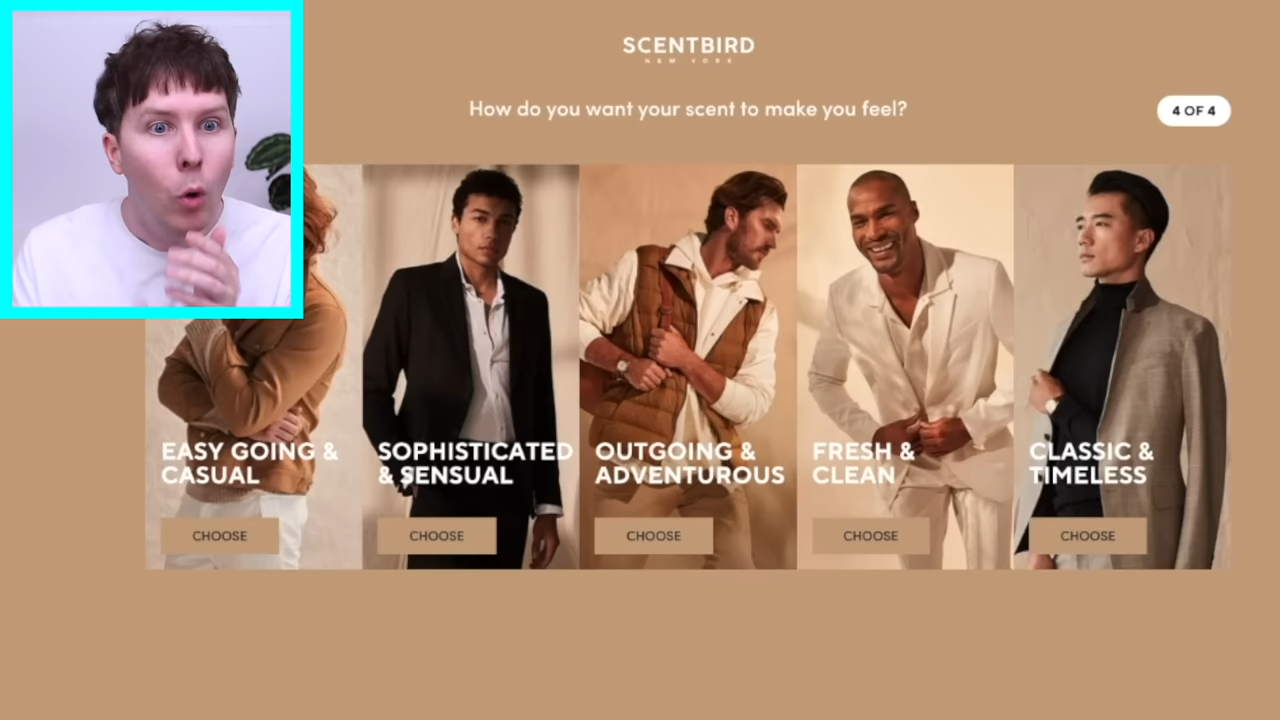 SCENTBIRD
NEW YORK
How do you want your scent to make you feel?
4 OF 4
EASY GOING &
CASUAL
CHOOSE
SOPHISTICATED
& SENSUAL
CHOOSE
OUTGOING &
ADVENTUROUS
CHOOSE
FRESH &
CLEAN
CHOOSE
CLASSIC &
TIMELESS
CHOOSE